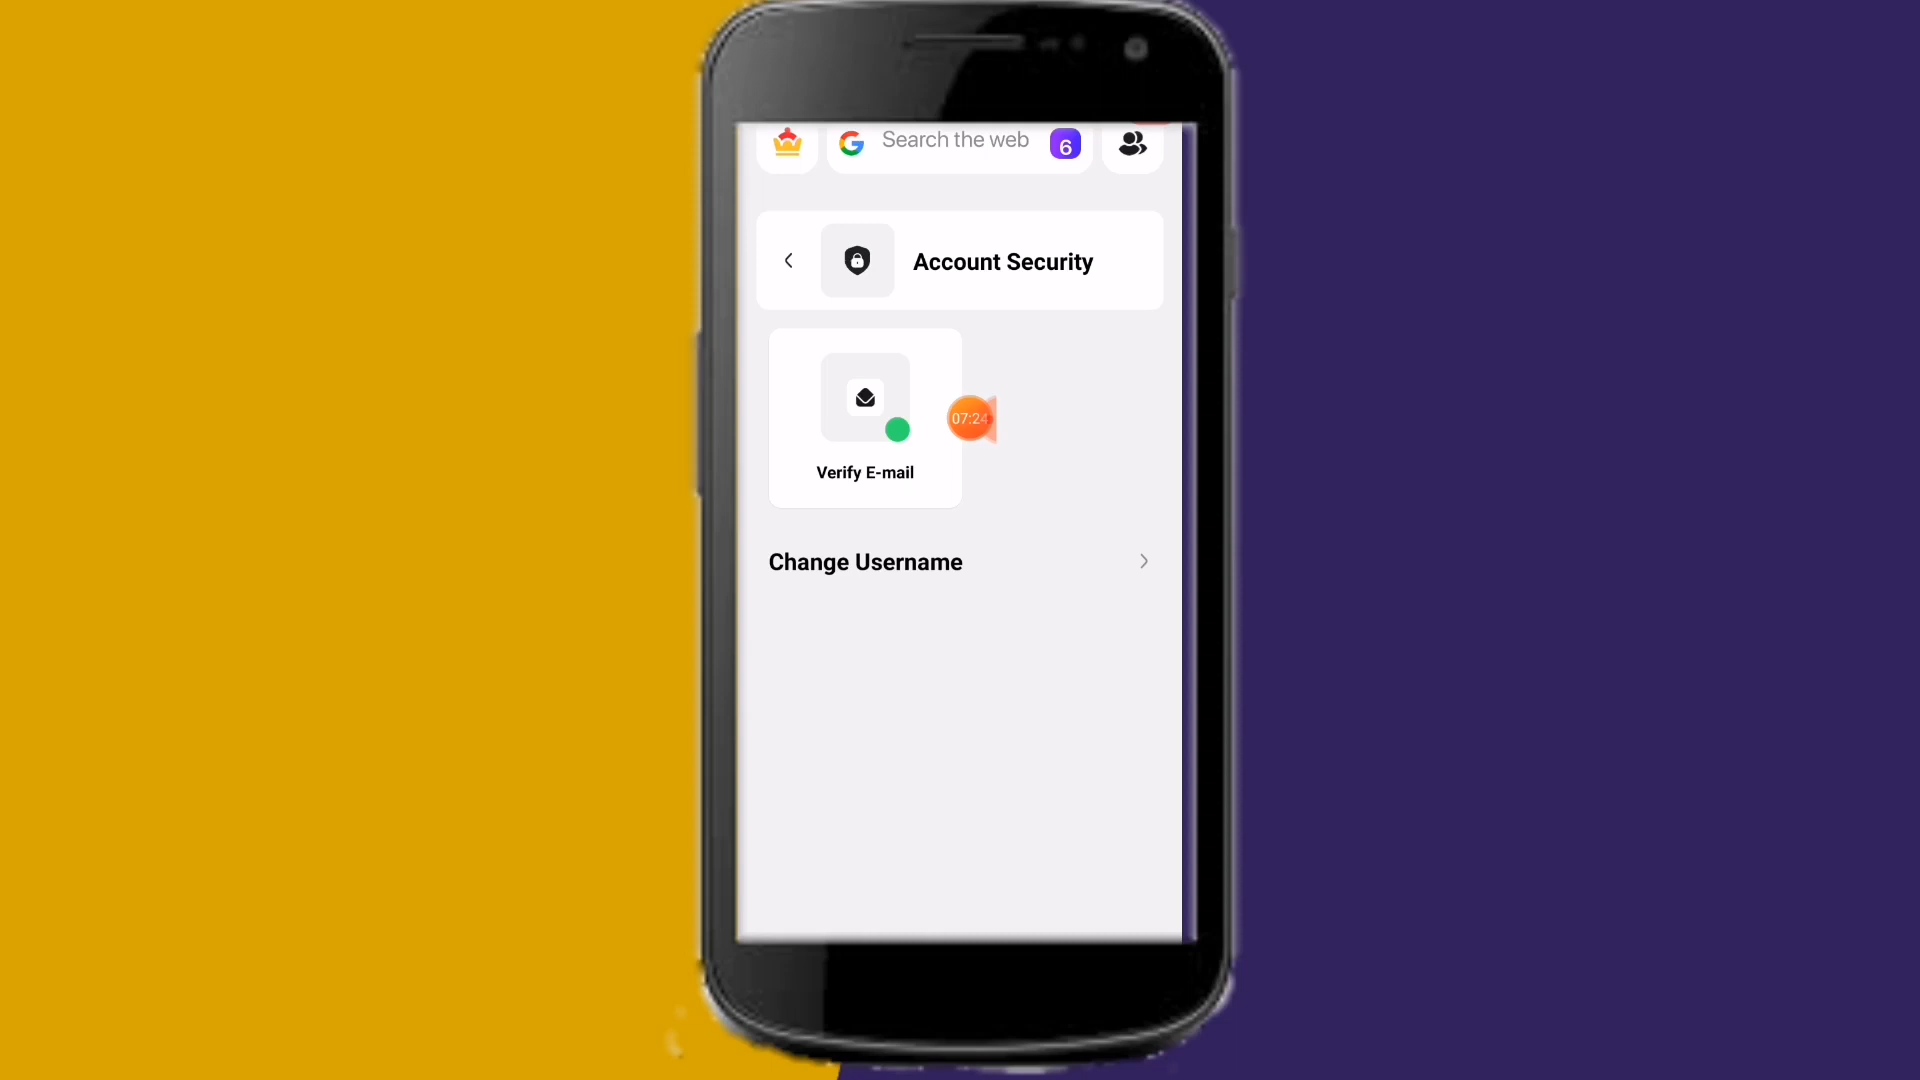 Search the web
6
Account Security
07:24
Verify E-mail
Change Username